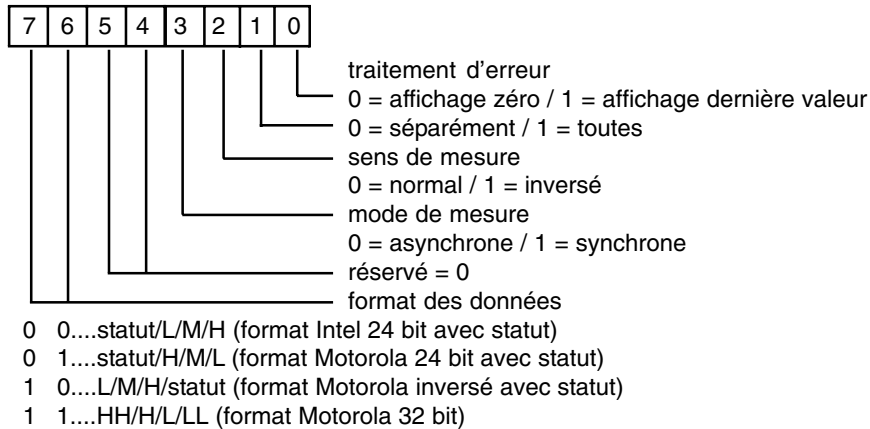 7 6 5 4 3 2 1 0
traitement d'erreur
0 = affichage zéro / 1 = affichage dernière valeur
0 = séparément / 1 = toutes
sens de mesure
0 = normal / 1 = inversé
mode de mesure
0 = asynchrone / 1 = synchrone
réservé = 0
format des données
0 0....statut/L/M/H (format Intel 24 bit avec statut)
0 1....statut/H/M/L (format Motorola 24 bit avec statut)
1 0....L/M/H/statut (format Motorola inversé avec statut)
1 1....HH/H/L/LL (format Motorola 32 bit)